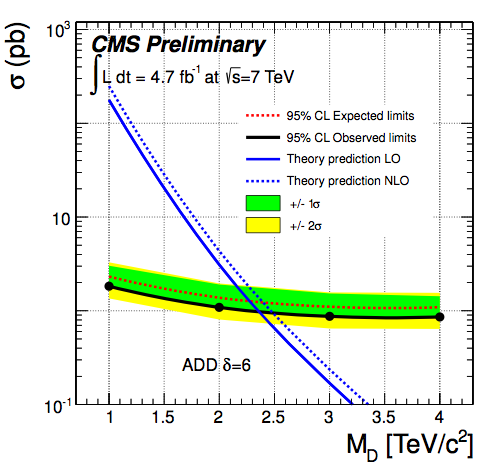 σ (pb)
10³
CMS Preliminary
∫ L dt = 4.7 fb⁻¹ at √s=7 TeV
95% CL Expected limits
95% CL Observed limits
Theory prediction LO
Theory prediction NLO
+/- 1σ
+/- 2σ
10
ADD δ=6
10⁻¹
1 1.5 2 2.5 3 3.5 4
M_D [TeV/c²]